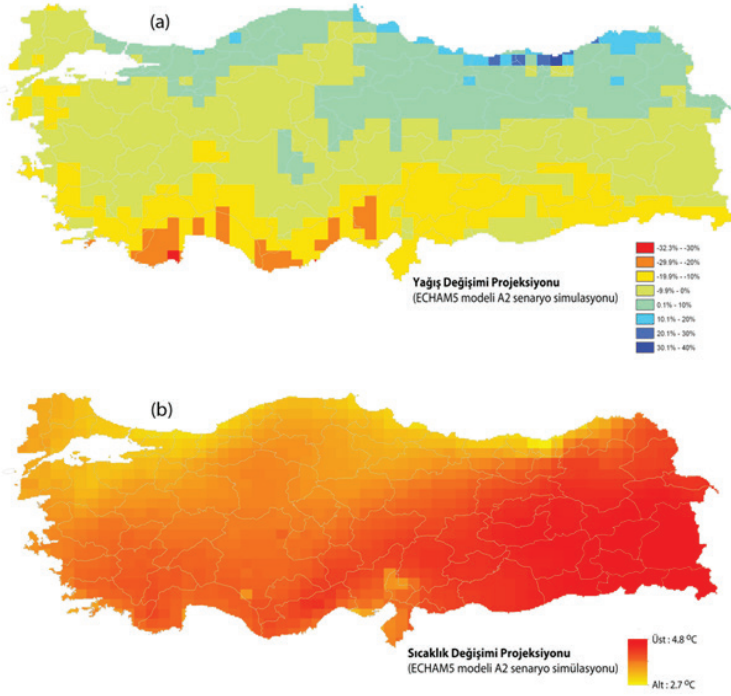 (a)
-32.3% - -30%
-29.9% - -20%
-19.9% - -10%
-9.9% - 0%
0.1% - 10%
10.1% - 20%
20.1% - 30%
30.1% - 40%
Yağış Değişimi Projeksiyonu
(ECHAM5 modeli A2 senaryo simulasyonu)
(b)
Sıcaklık Değişimi Projeksiyonu
(ECHAM5 modeli A2 senaryo simülasyonu)
Üst : 4.8 ºC
Alt : 2.7 ºC